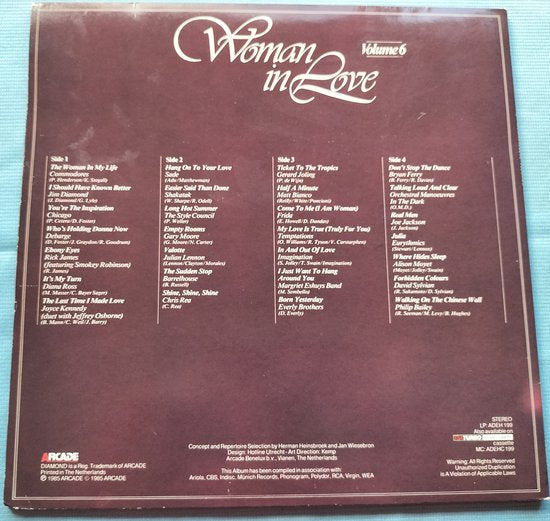 Woman
in Love
Volume 6
Side 1
The Woman In My Life
Commodores
(P. Henderson/K. Stegall)
I Should Have Known Better
Jim Diamond
(J. Diamond/G. Lyle)
You're The Inspiration
Chicago
(P. Cetera/D. Foster)
Who's Holding Donna Now
Debarge
(D. Foster/J. Graydon/R. Goodrum)
Ebony Eyes
Rick James
(featuring Smokey Robinson)
(R. James)
It's My Turn
Diana Ross
(M. Masser/C. Bayer Sager)
The Last Time I Made Love
Joyce Kennedy
(duet with Jeffrey Osborne)
(B. Mann/C. Weil/J. Barry)
Side 2
Hang On To Your Love
Sade
(Adu/Matthewman)
Easier Said Than Done
Shakatak
(W. Sharpe/R. Odell)
Long Hot Summer
The Style Council
(P. Weller)
Empty Rooms
Gary Moore
(G. Moore/N. Carter)
Valotte
Julian Lennon
(Lennon/Clayton/Morales)
The Sudden Stop
Barrelhouse
(B. Russell)
Shine, Shine, Shine
Chris Rea
(C. Rea)
Side 3
Ticket To The Tropics
Gerard Joling
(P. de Wijn)
Half A Minute
Matt Bianco
(Reilly/White/Poncioni)
Come To Me (I Am Woman)
Frida
(E. Howell/D. Dundas)
My Love Is True (Truly For You)
Temptations
(O. Williams/R. Tyson/V. Carstarphen)
In And Out Of Love
Imagination
(S. Jolley/T. Swain/Imagination)
I Just Want To Hang
Around You
Margriet Eshuys Band
(M. Sembello)
Born Yesterday
Everly Brothers
(D. Everly)
Side 4
Don't Stop The Dance
Bryan Ferry
(B. Ferry/R. Davies)
Talking Loud And Clear
Orchestral Manoeuvres
In The Dark
(O.M.D.)
Real Men
Joe Jackson
(J. Jackson)
Julia
Eurythmics
(Stewart/Lennox)
Where Hides Sleep
Alison Moyet
(Moyet/Jolley/Swain)
Forbidden Colours
David Sylvian
(R. Sakamoto/D. Sylvian)
Walking On The Chinese Wall
Philip Bailey
(R. Seeman/M. Levy/B. Hughes)
ARCADE
DIAMOND is a Reg. Trademark of ARCADE
Printed in The Netherlands
Ⓟ 1985 ARCADE © 1985 ARCADE
Concept and Repertoire Selection by Herman Heinsbroek and Jan Wiessebron
Design: Holline Utrecht - Art Direction: Kemp
Arcade Benelux b.v., Vianen, The Netherlands
This Album has been compiled in association with:
Ariola, CBS, Indisc, Munich Records, Phonogram, Polydor, RCA, Virgin, WEA
STEREO
LP: ADEH 199
Also available on
TURBO
cassette
MC: ADEHC 199
Warning: All Rights Reserved
Unauthorized Duplication
is A Violation of Applicable Laws